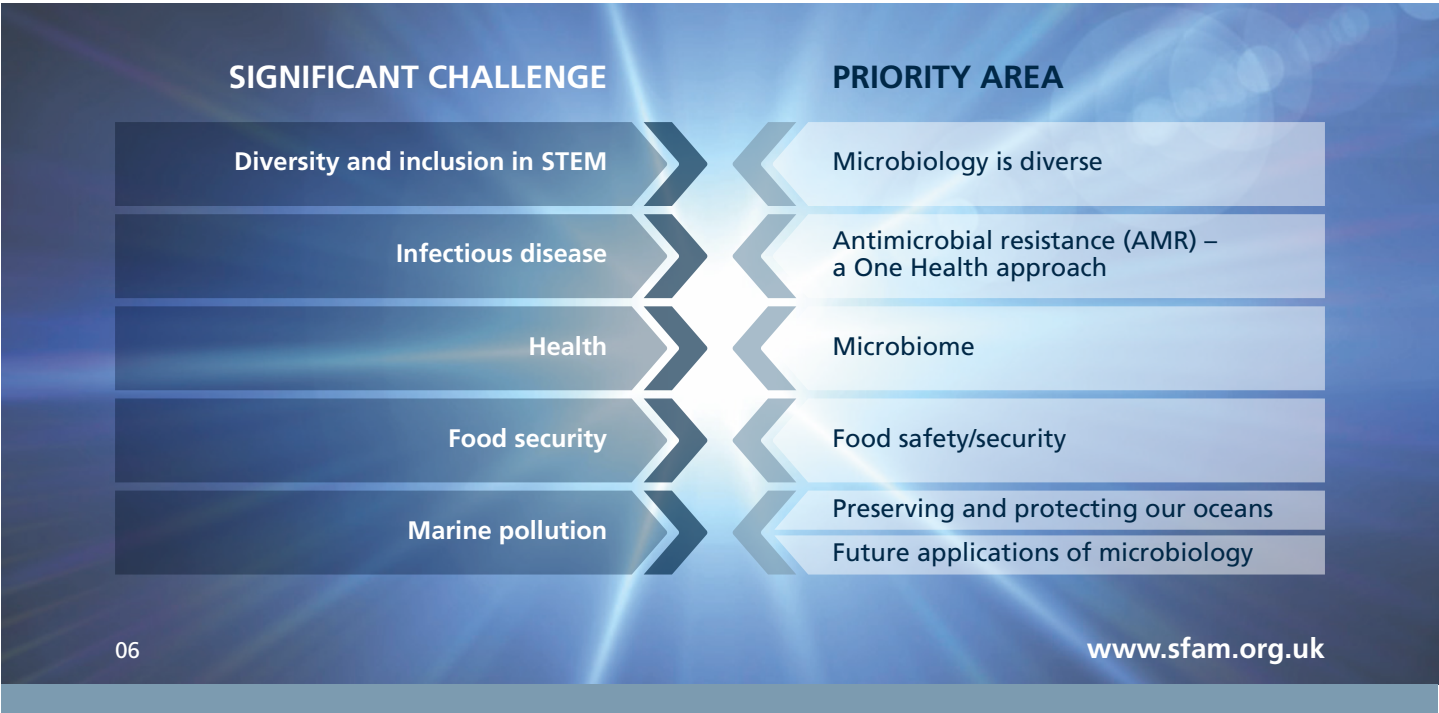 SIGNIFICANT CHALLENGE
PRIORITY AREA
Diversity and inclusion in STEM
Microbiology is diverse
Infectious disease
Antimicrobial resistance (AMR) –
a One Health approach
Health
Microbiome
Food security
Food safety/security
Marine pollution
Preserving and protecting our oceans
Future applications of microbiology
06
www.sfam.org.uk